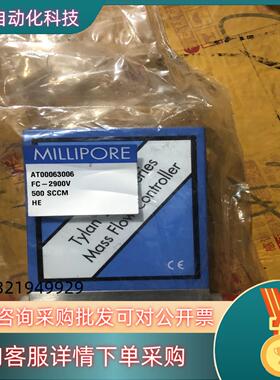 自动化科技
MILLIPORE
AT00063006
FC-2900V
500 SCCM
HE
Tylan
Series
Mass Flow Controller
CE
321949929
咨询采购批发可对公开票
客服详情下单采购